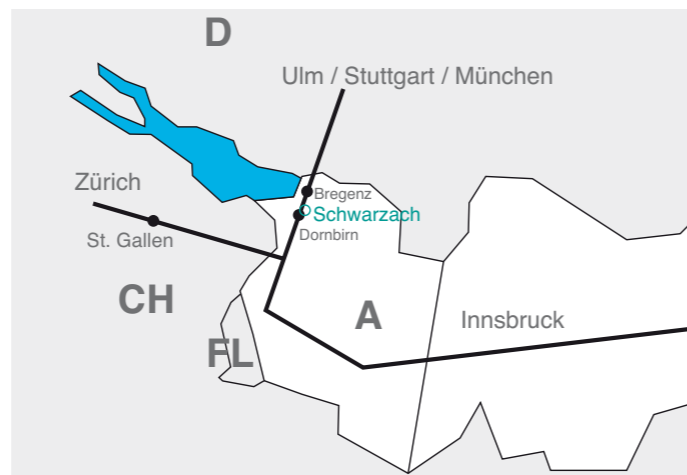 D
Ulm / Stuttgart / München
Zürich
Bregenz
Schwarzach
St. Gallen
Dornbirn
CH
A
Innsbruck
FL